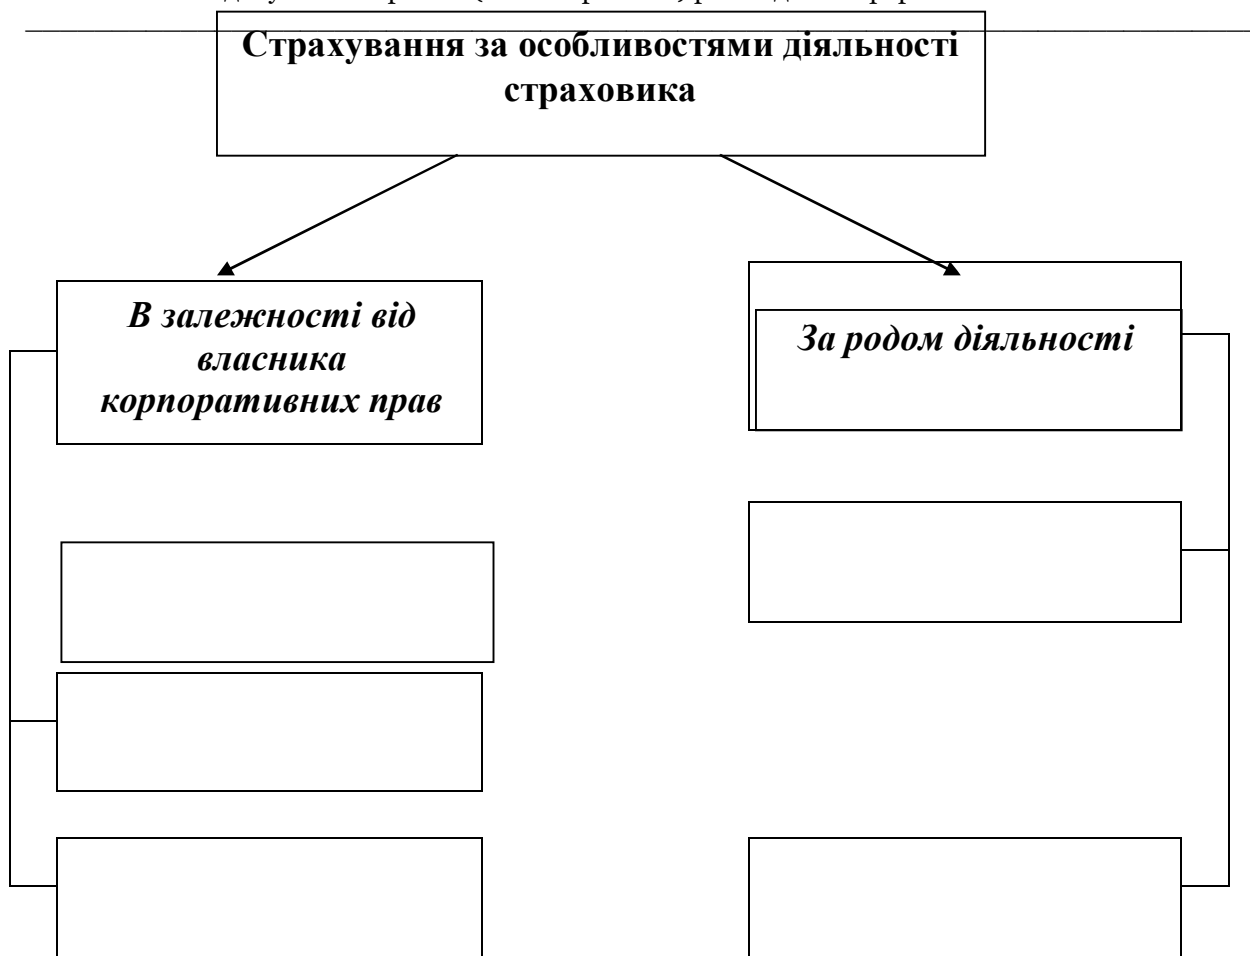 Страхування за особливостями діяльності
страховика
В залежності від
власника
корпоративних прав
За родом діяльності